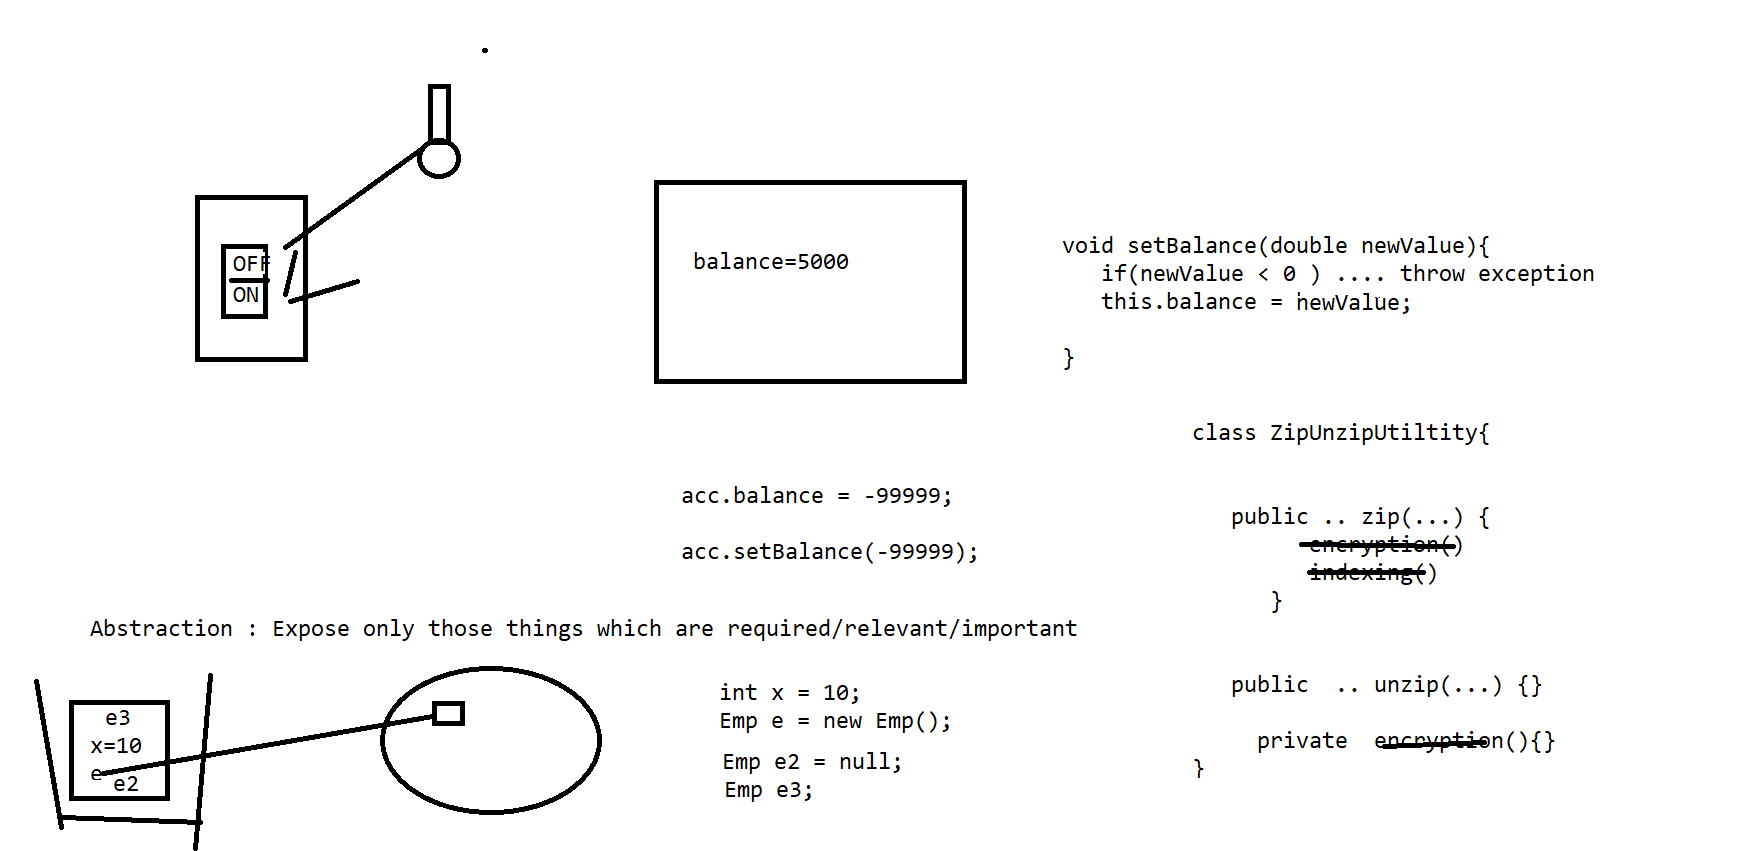 OFF
ON
balance=5000
void setBalance(double newValue){
if(newValue < 0 ) .... throw exception
this.balance = newValue;
}
class ZipUnzipUtiltity{
acc.balance = -99999;
public .. zip(...) {
encryption()
acc.setBalance(-99999);
indexing()
}
Abstraction : Expose only those things which are required/relevant/important
public  .. unzip(...) {}
private  encryption(){}
}
int x = 10;
Emp e = new Emp();
Emp e2 = null;
Emp e3;
e3
x=10
e
e2